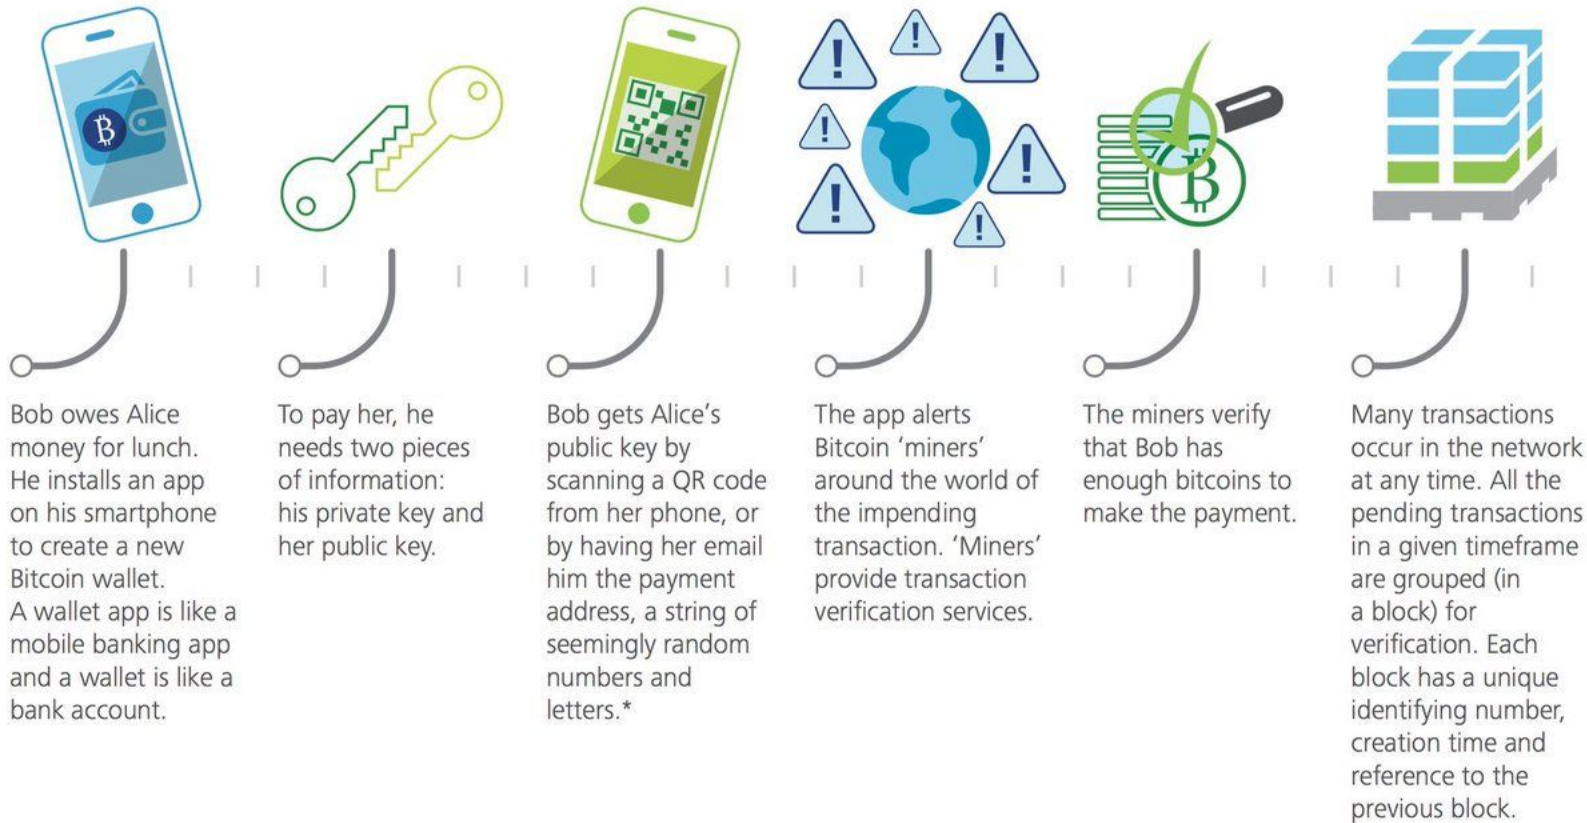 Bob owes Alice
money for lunch.
He installs an app
on his smartphone
to create a new
Bitcoin wallet.
A wallet app is like a
mobile banking app
and a wallet is like a
bank account.
To pay her, he
needs two pieces
of information:
his private key and
her public key.
Bob gets Alice’s
public key by
scanning a QR code
from her phone, or
by having her email
him the payment
address, a string of
seemingly random
numbers and
letters.*
The app alerts
Bitcoin ‘miners’
around the world of
the impending
transaction. ‘Miners’
provide transaction
verification services.
The miners verify
that Bob has
enough bitcoins to
make the payment.
Many transactions
occur in the network
at any time. All the
pending transactions
in a given timeframe
are grouped (in
a block) for
verification. Each
block has a unique
identifying number,
creation time and
reference to the
previous block.